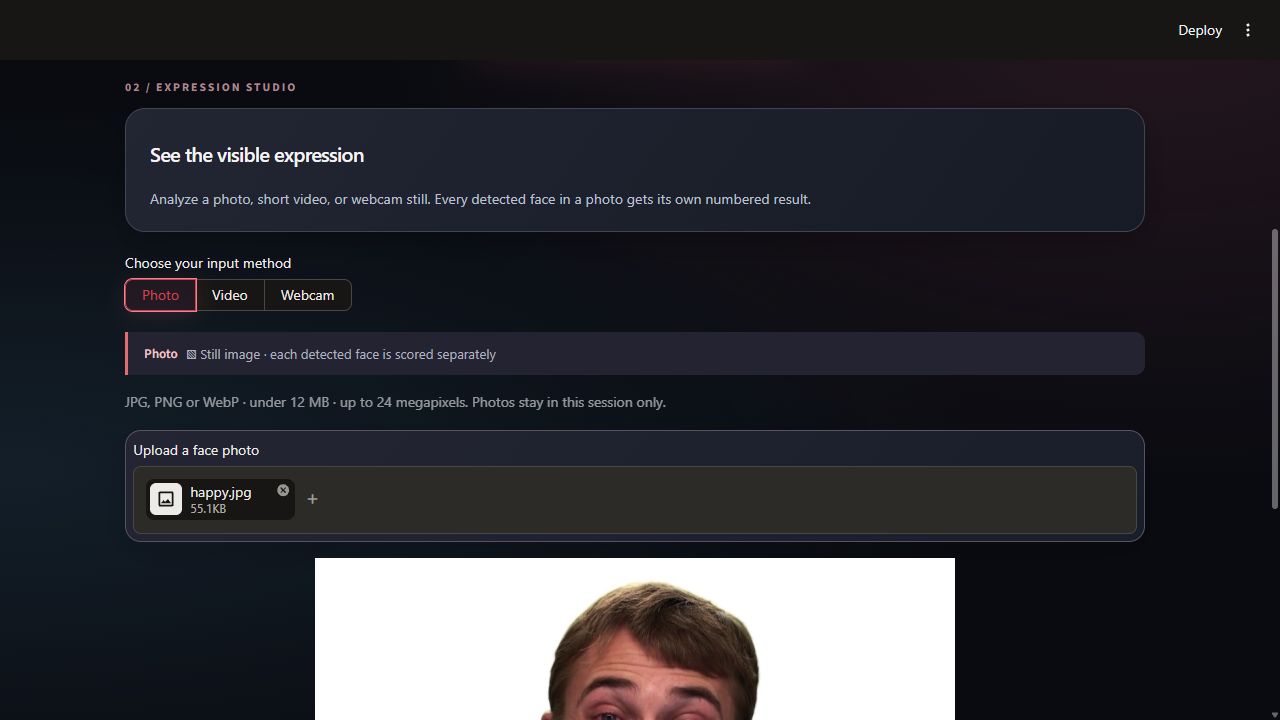 Deploy
02 / EXPRESSION STUDIO
See the visible expression
Analyze a photo, short video, or webcam still. Every detected face in a photo gets its own numbered result.
Choose your input method
Photo Video Webcam
Photo ▧ Still image · each detected face is scored separately
JPG, PNG or WebP · under 12 MB · up to 24 megapixels. Photos stay in this session only.
Upload a face photo
happy.jpg
55.1KB